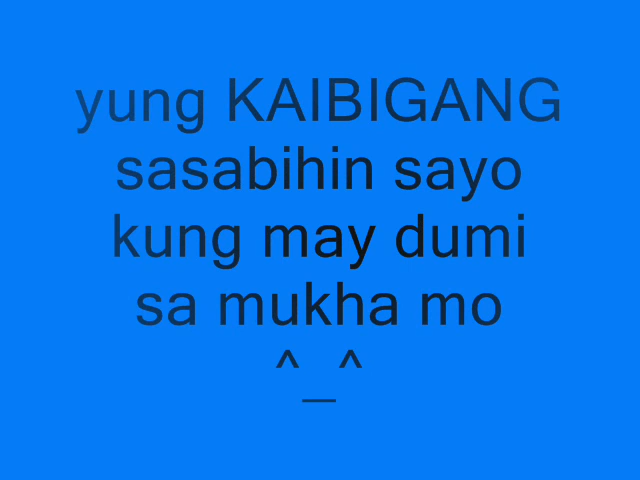 yung KAIBIGANG
sasabihin sayo
kung may dumi
sa mukha mo
^_^